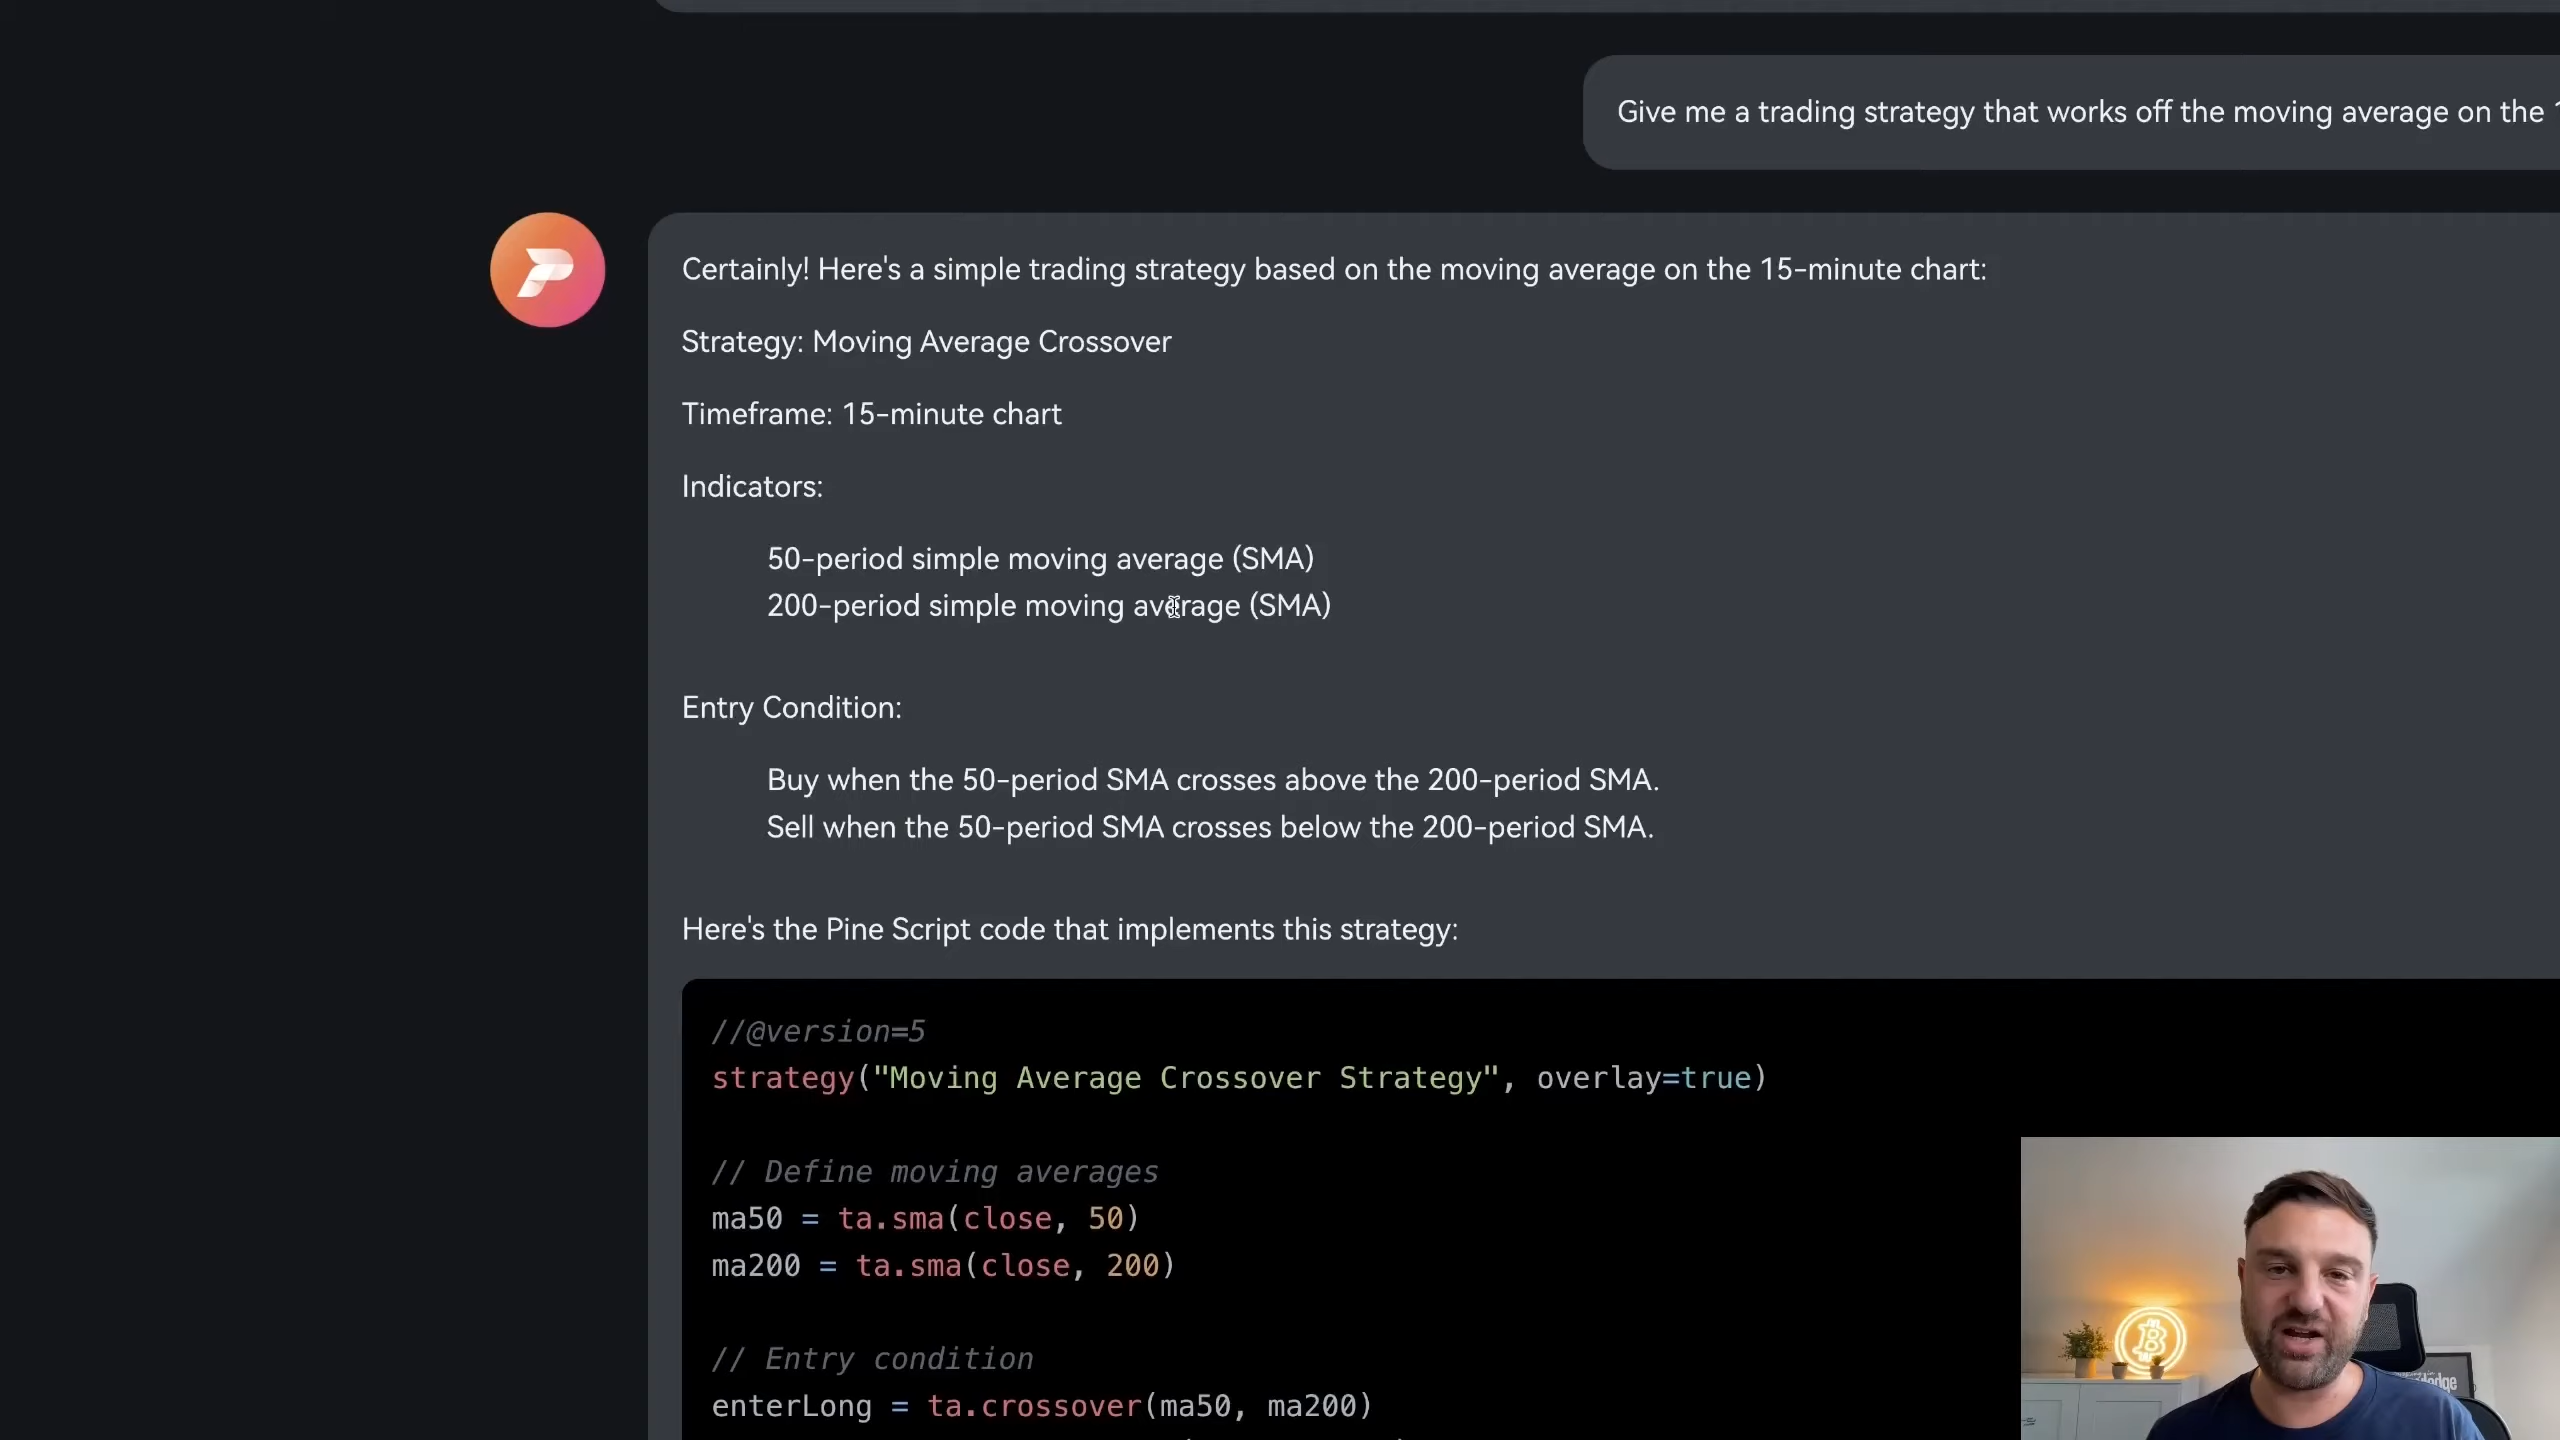 Give me a trading strategy that works off the moving average on the
Certainly! Here's a simple trading strategy based on the moving average on the 15-minute chart:
Strategy: Moving Average Crossover
Timeframe: 15-minute chart
Indicators:
50-period simple moving average (SMA)
200-period simple moving average (SMA)
Entry Condition:
Buy when the 50-period SMA crosses above the 200-period SMA.
Sell when the 50-period SMA crosses below the 200-period SMA.
Here's the Pine Script code that implements this strategy:
//@version=5
strategy("Moving Average Crossover Strategy", overlay=true)
// Define moving averages
ma50 = ta.sma(close, 50)
ma200 = ta.sma(close, 200)
// Entry condition
enterLong = ta.crossover(ma50, ma200)